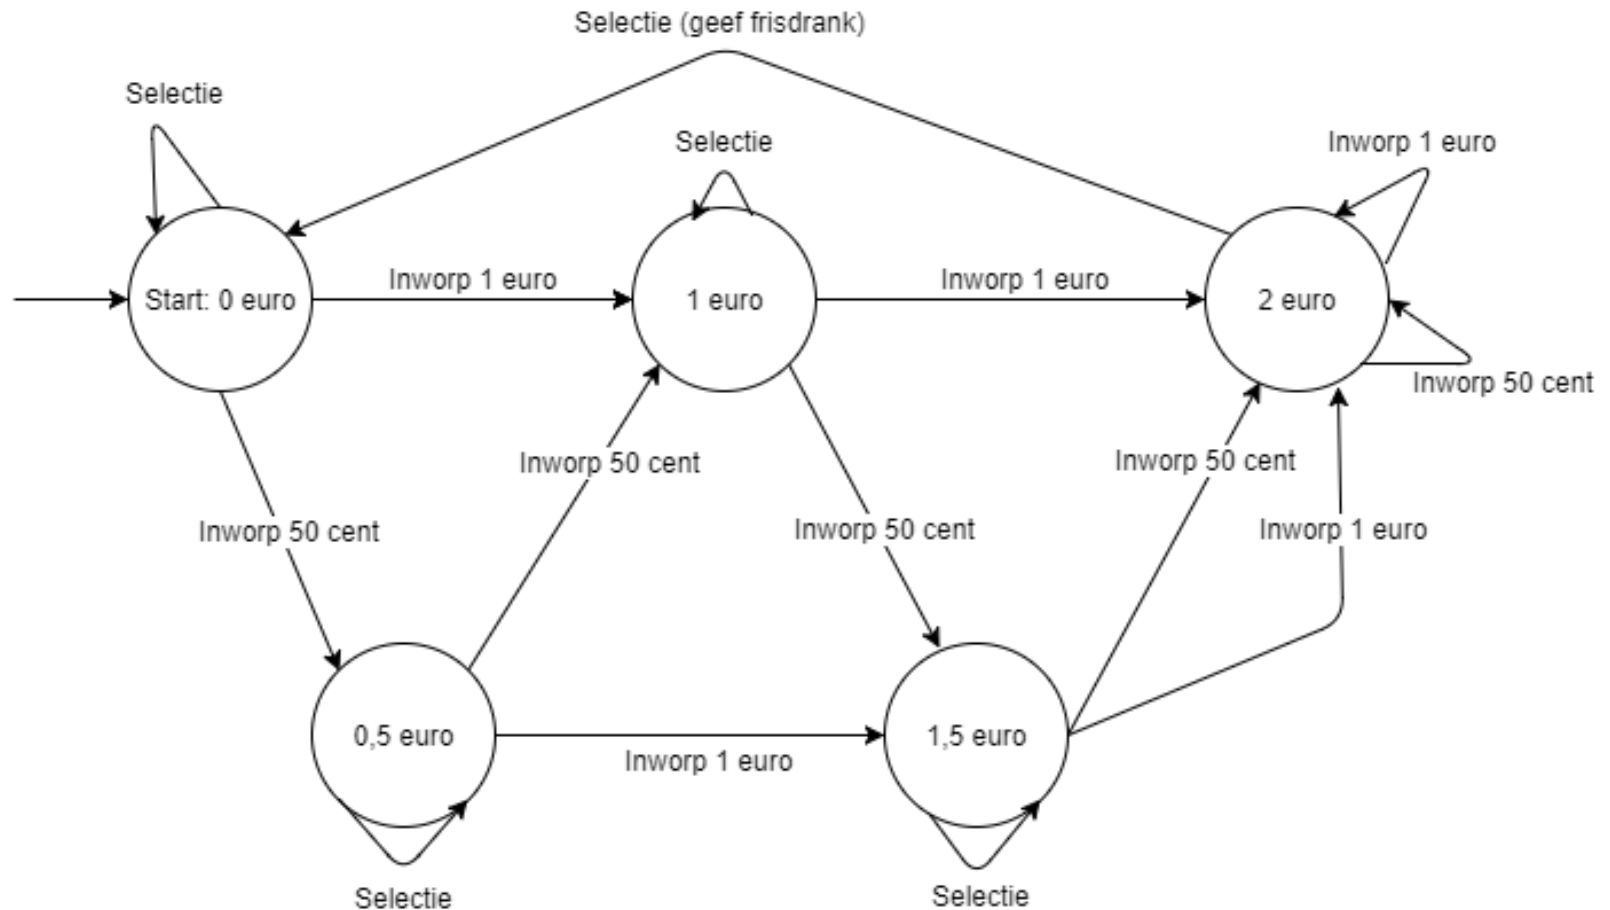 Selectie (geef frisdrank)
Selectie
Selectie
Inworp 1 euro
Inworp 1 euro
Inworp 1 euro
Start: 0 euro
1 euro
2 euro
Inworp 50 cent
Inworp 50 cent
Inworp 50 cent
Inworp 50 cent
Inworp 50 cent
Inworp 1 euro
0,5 euro
1,5 euro
Inworp 1 euro
Selectie
Selectie